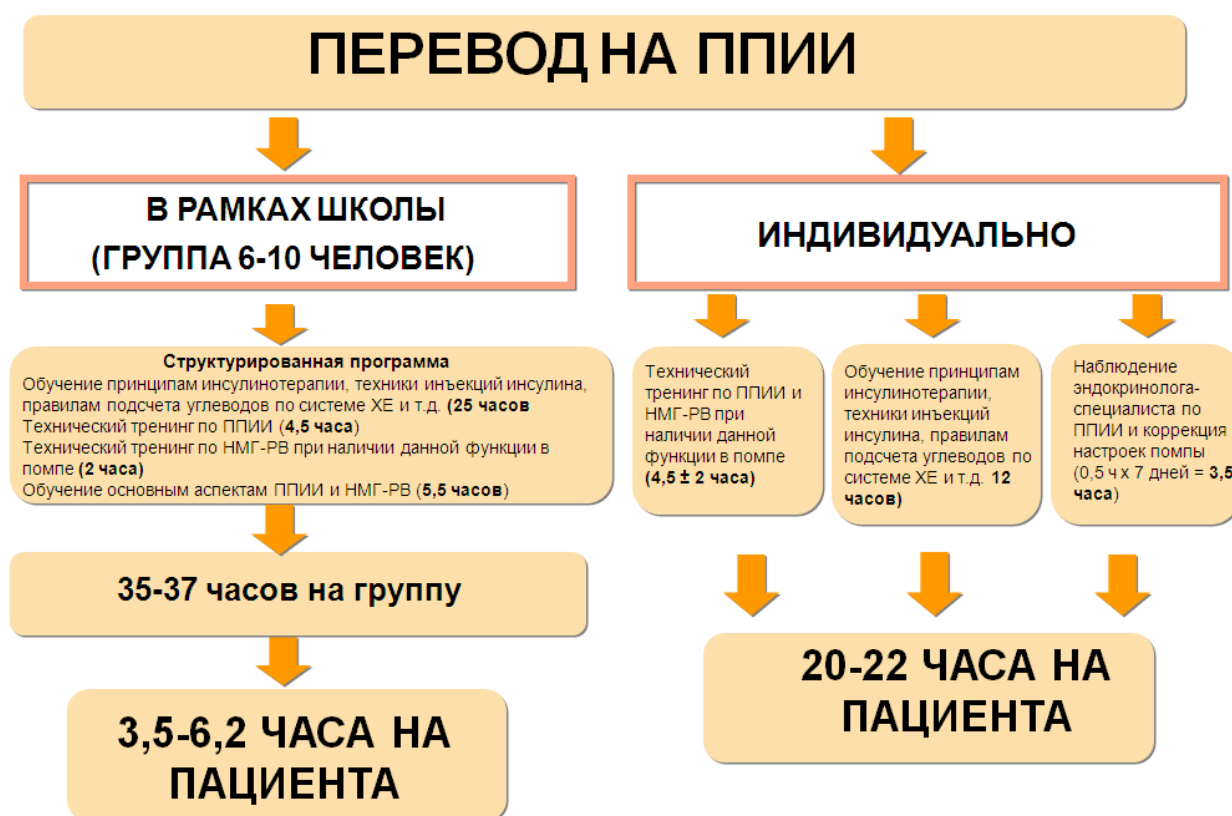 ПЕРЕВОД НА ППИИ
В РАМКАХ ШКОЛЫ
(ГРУППА 6-10 ЧЕЛОВЕК)
Структурированная программа
Обучение принципам инсулинотерапии, техники инъекций инсулина,
правилам подсчета углеводов по системе ХЕ и т.д. (25 часов
Технический тренинг по ППИИ (4,5 часа)
Технический тренинг по НМГ-РВ при наличии данной функции в
помпе (2 часа)
Обучение основным аспектам ППИИ и НМГ-РВ (5,5 часов)
35-37 часов на группу
3,5-6,2 ЧАСА НА
ПАЦИЕНТА
ИНДИВИДУАЛЬНО
Технический
тренинг по ППИИ и
НМГ-РВ при
наличии данной
функции в помпе
(4,5 ± 2 часа)
Обучение принципам
инсулинотерапии,
техники инъекций
инсулина, правилам
подсчета углеводов по
системе ХЕ и т.д. 12
часов)
Наблюдение
эндокринолога-
специалиста по
ППИИ и коррекция
настроек помпы
(0,5 ч х 7 дней = 3,5
часа)
20-22 ЧАСА НА
ПАЦИЕНТА